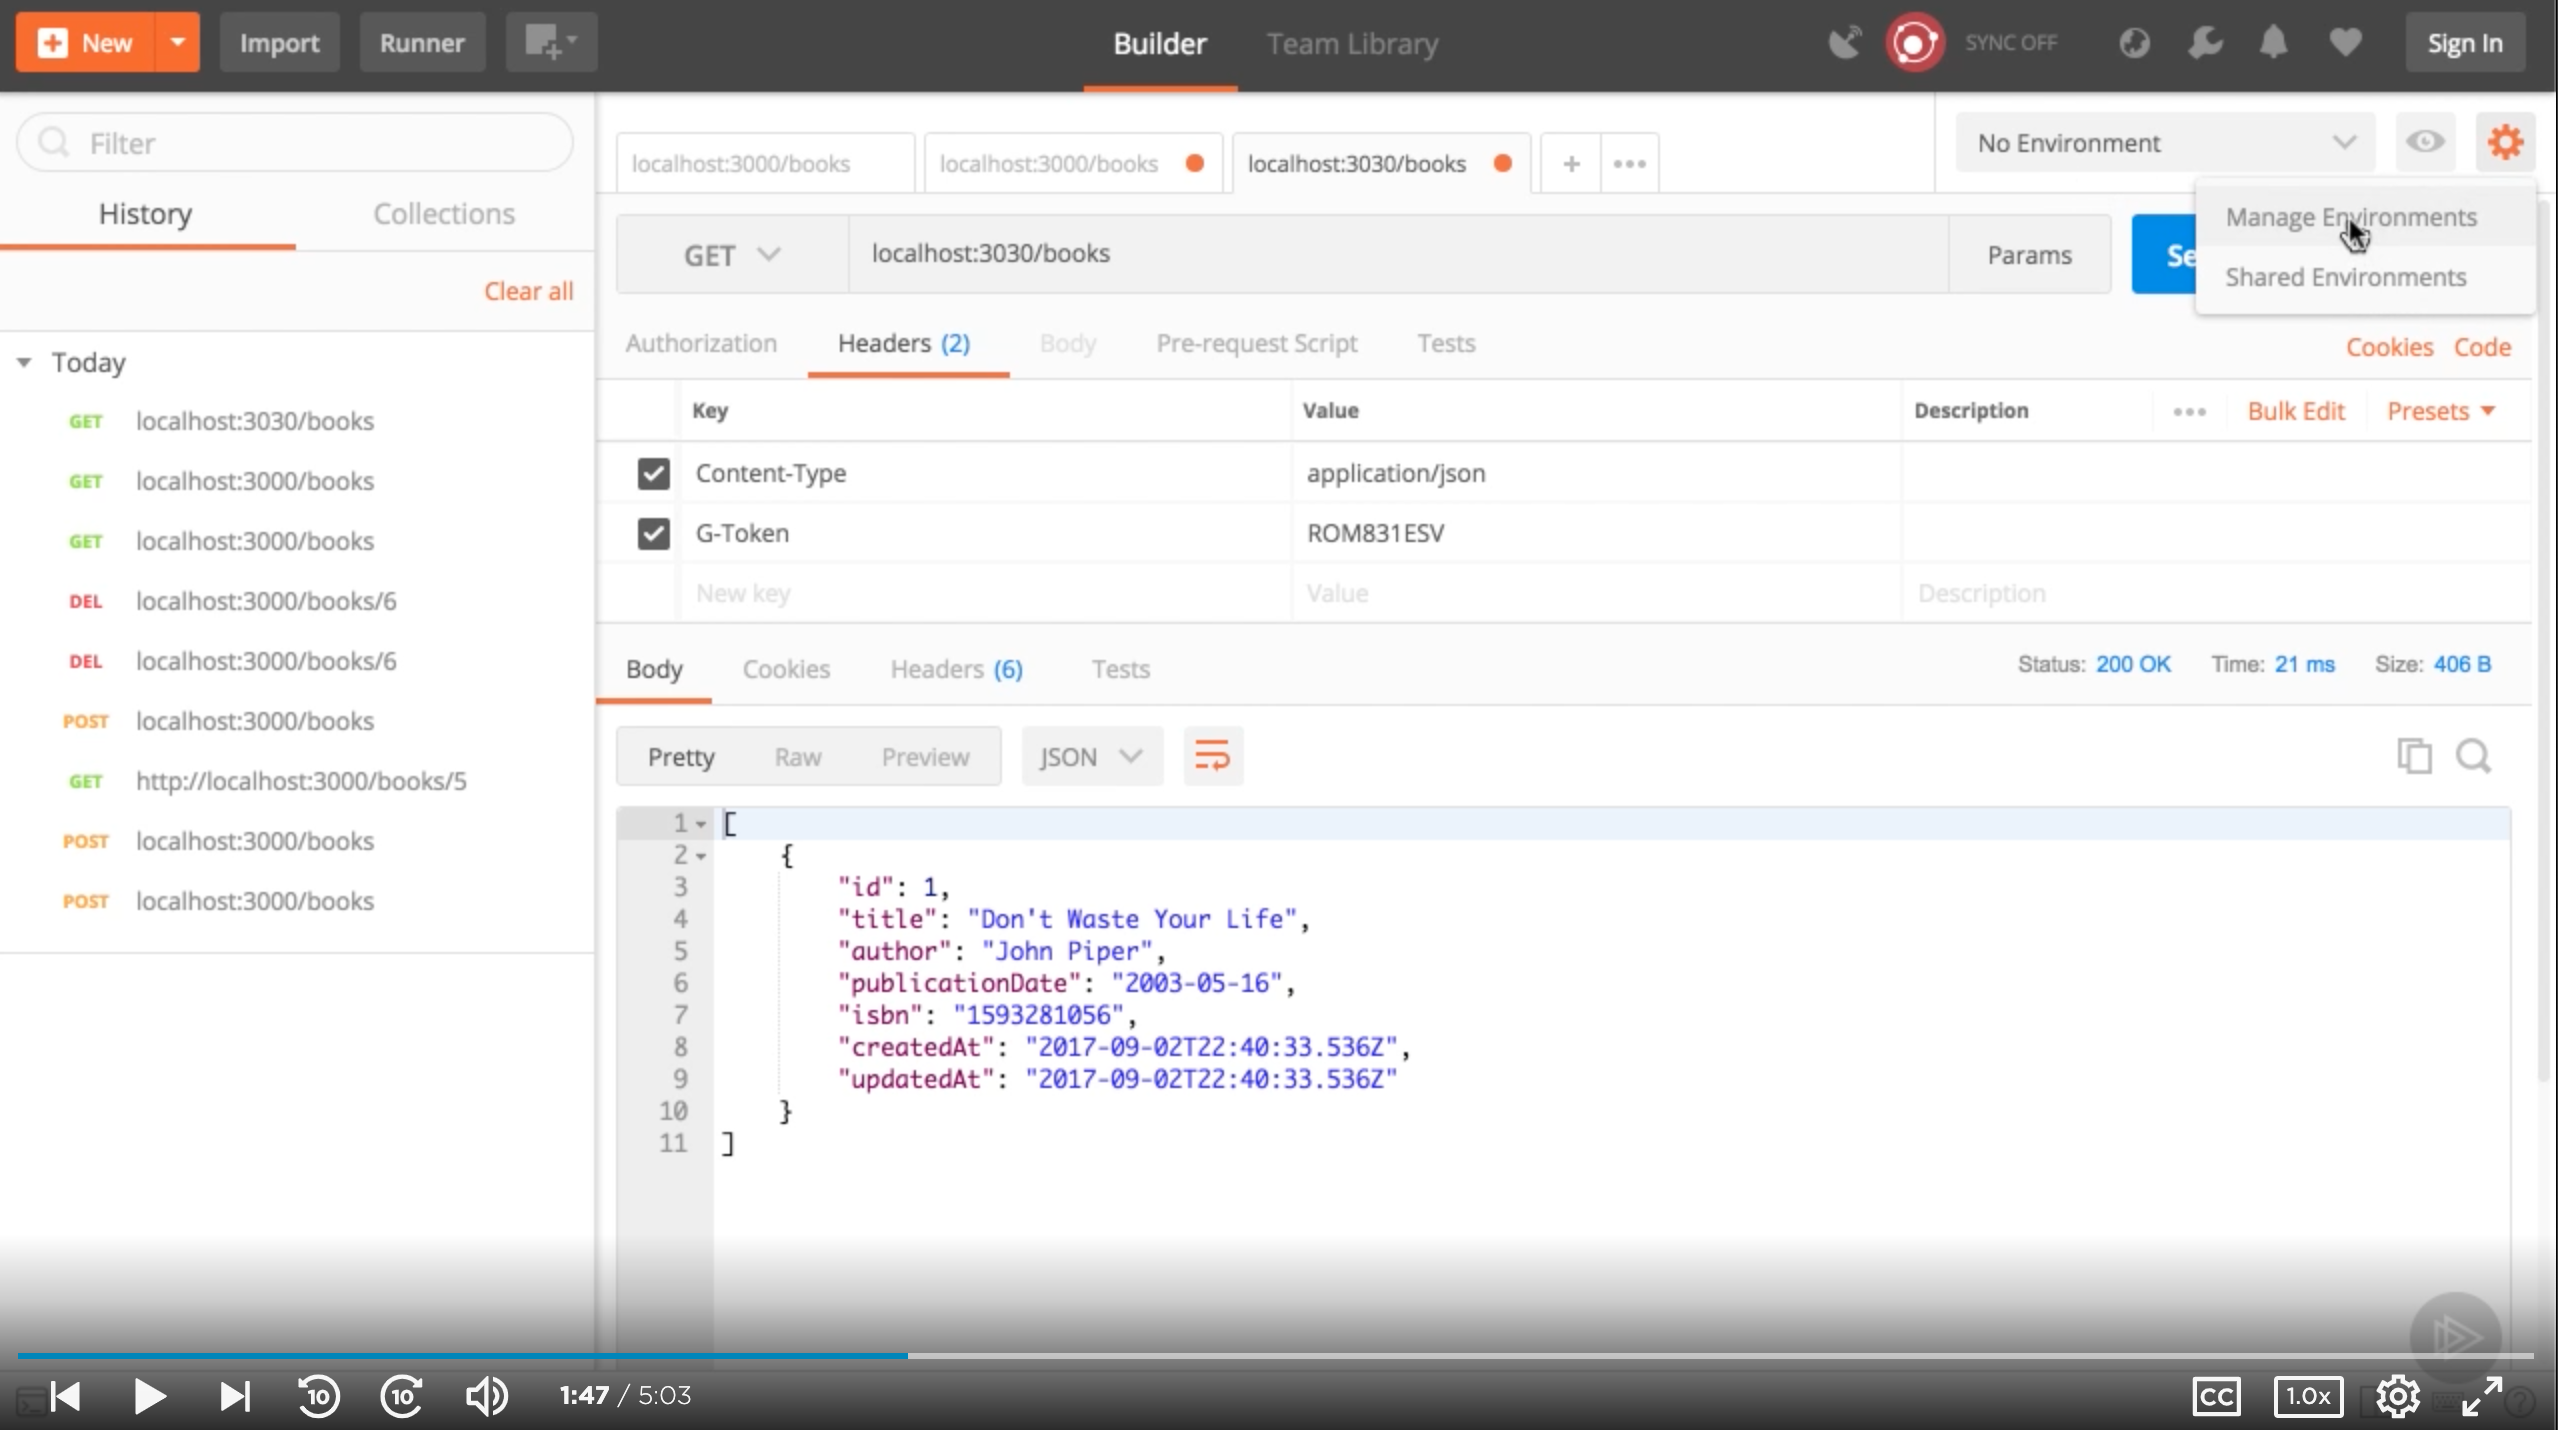 New
Import
Runner
Builder
Team Library
SYNC OFF
Sign In
Filter
History
Collections
Clear all
Today
GET localhost:3030/books
GET localhost:3000/books
GET localhost:3000/books
DEL localhost:3000/books/6
DEL localhost:3000/books/6
POST localhost:3000/books
GET http://localhost:3000/books/5
POST localhost:3000/books
POST localhost:3000/books
localhost:3000/books
localhost:3000/books
localhost:3030/books
+
No Environment
Manage Environments
Shared Environments
GET
localhost:3030/books
Params
Se
Authorization
Headers (2)
Body
Pre-request Script
Tests
Cookies
Code
Key Value Description
Bulk Edit
Presets
Content-Type application/json
G-Token ROM831ESV
New key Value Description
Body
Cookies
Headers (6)
Tests
Status: 200 OK
Time: 21 ms
Size: 406 B
Pretty
Raw
Preview
JSON
1 [
2 {
3 "id": 1,
4 "title": "Don't Waste Your Life",
5 "author": "John Piper",
6 "publicationDate": "2003-05-16",
7 "isbn": "1593281056",
8 "createdAt": "2017-09-02T22:40:33.536Z",
9 "updatedAt": "2017-09-02T22:40:33.536Z"
10 }
11 ]
10
10
1:47 / 5:03
CC
1.0x